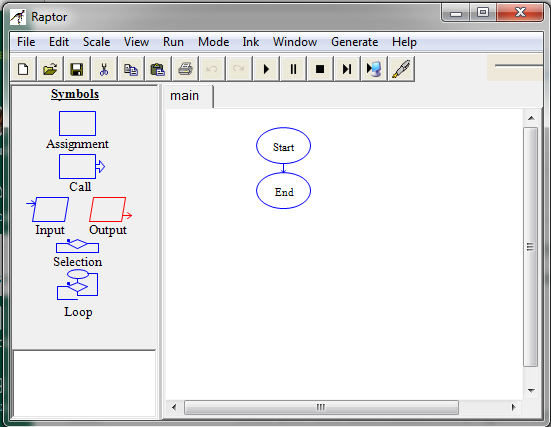 Raptor
File Edit Scale View Run Mode Ink Window Generate Help
Symbols
Assignment
Call
Input Output
Selection
Loop
main
Start
End